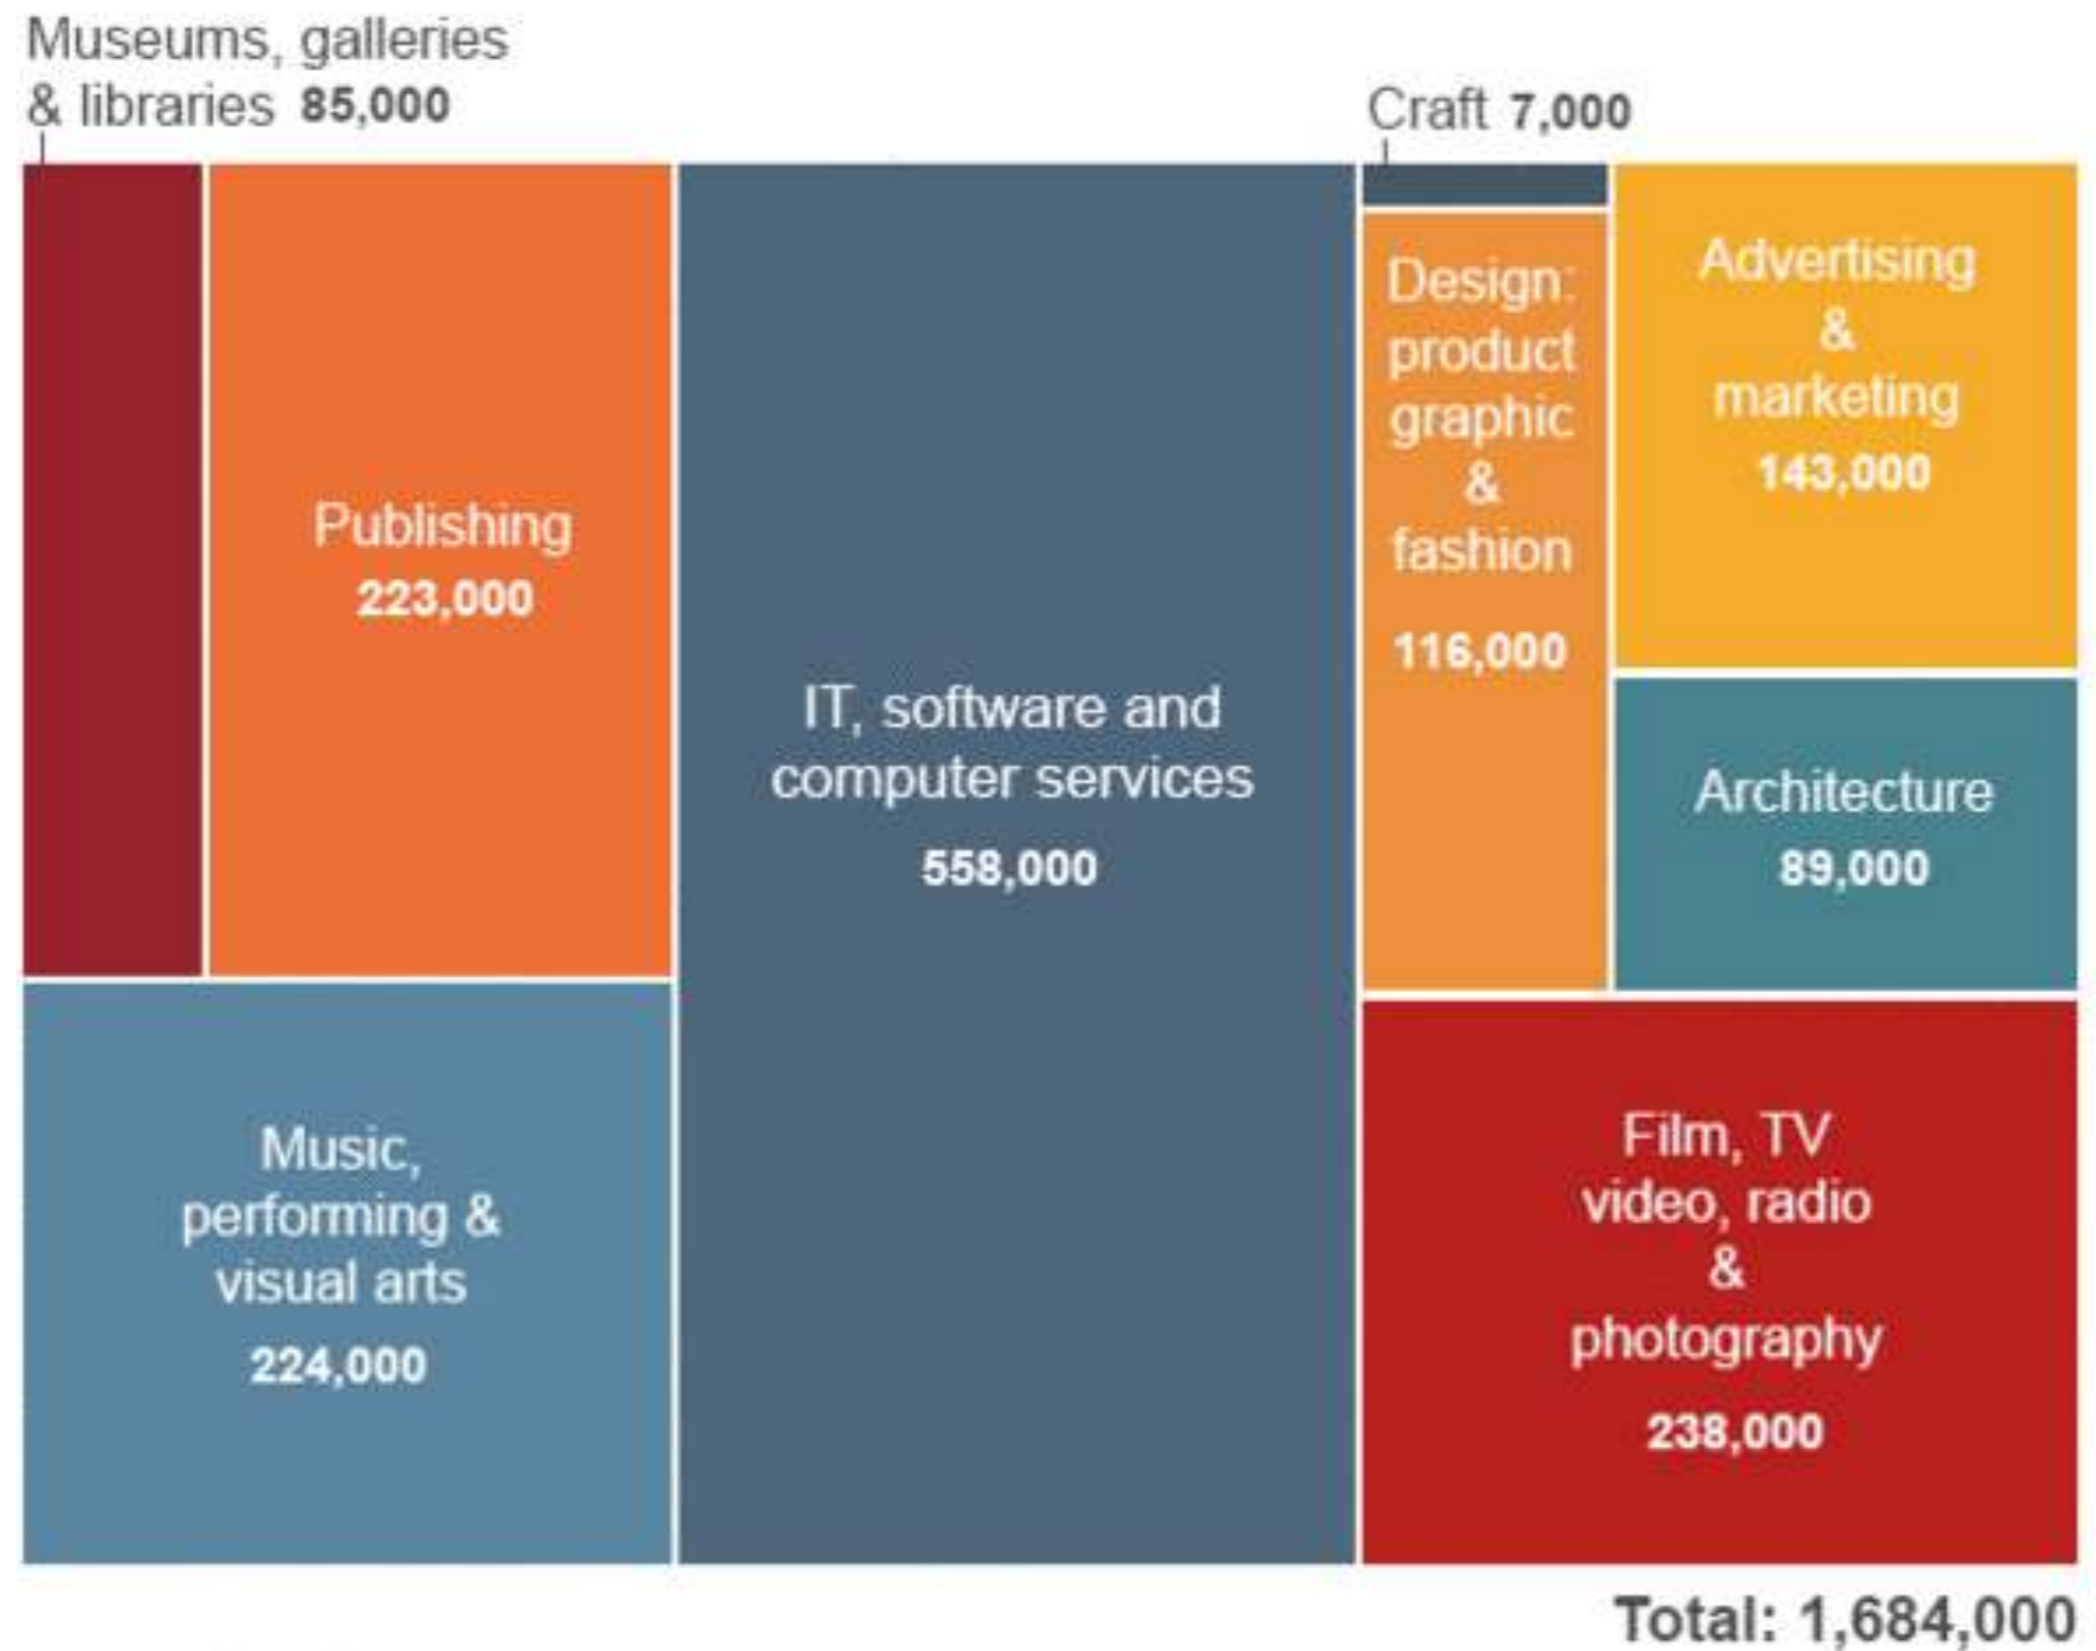 Museums, galleries
& libraries 85,000
Craft 7,000
Publishing
223,000
IT, software and
computer services
558,000
Design:
product
graphic
&
fashion
116,000
Advertising
&
marketing
143,000
Architecture
89,000
Music,
performing &
visual arts
224,000
Film, TV
video, radio
&
photography
238,000
Total: 1,684,000